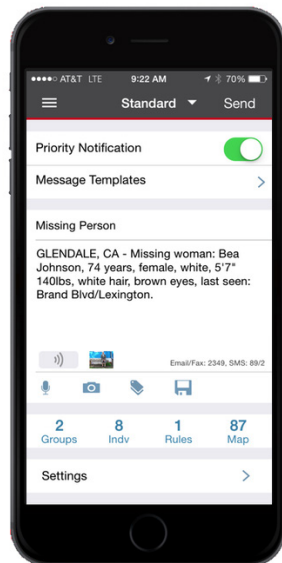 AT&T LTE 9:22 AM 70%
Standard Send
Priority Notification
Message Templates
Missing Person
GLENDALE, CA - Missing woman: Bea
Johnson, 74 years, female, white, 5'7"
140lbs, white hair, brown eyes, last seen:
Brand Blvd/Lexington.
Email/Fax: 2349, SMS: 89/2
2 8 1 87
Groups Indv Rules Map
Settings